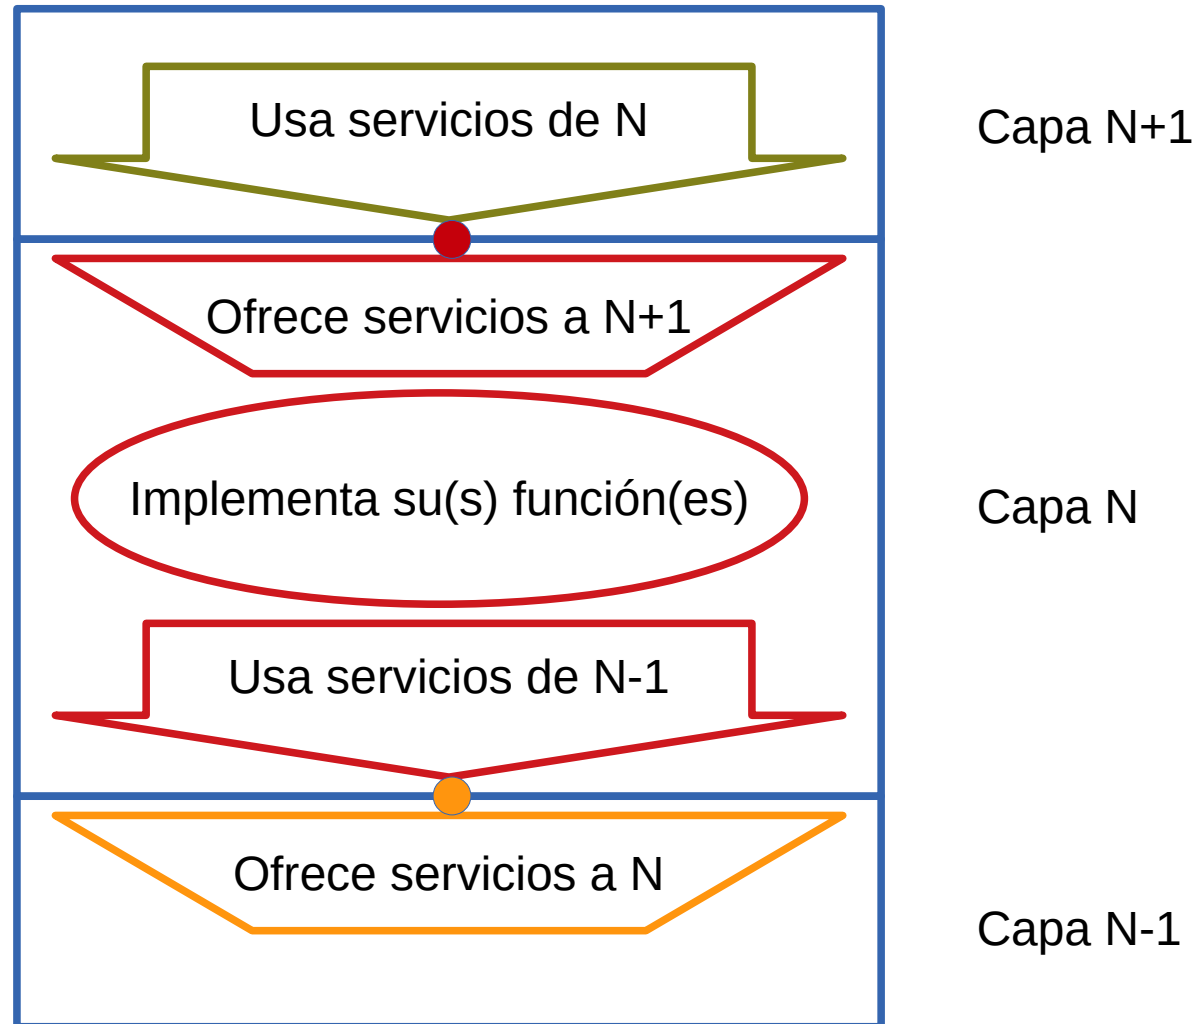 Usa servicios de N
Capa N+1
Ofrece servicios a N+1
Implementa su(s) función(es)
Capa N
Usa servicios de N-1
Ofrece servicios a N
Capa N-1